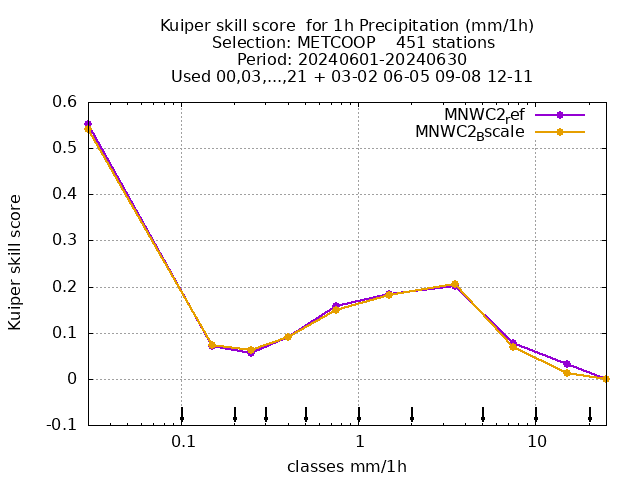 Kuiper skill score  for 1h Precipitation (mm/1h)
Selection: METCOOP    451 stations
Period: 20240601-20240630
Used 00,03,...,21 + 03-02 06-05 09-08 12-11
MNWC2ref
MNWC2Bscale
0.6
0.5
0.4
0.3
0.2
0.1
0
-0.1
Kuiper skill score
0.1
1
10
classes mm/1h